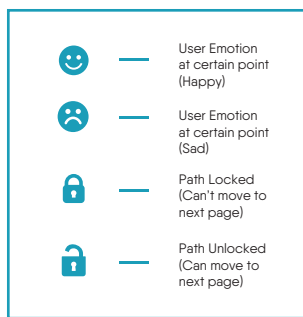 User Emotion
at certain point
(Happy)
User Emotion
at certain point
(Sad)
Path Locked
(Can't move to
next page)
Path Unlocked
(Can move to
next page)